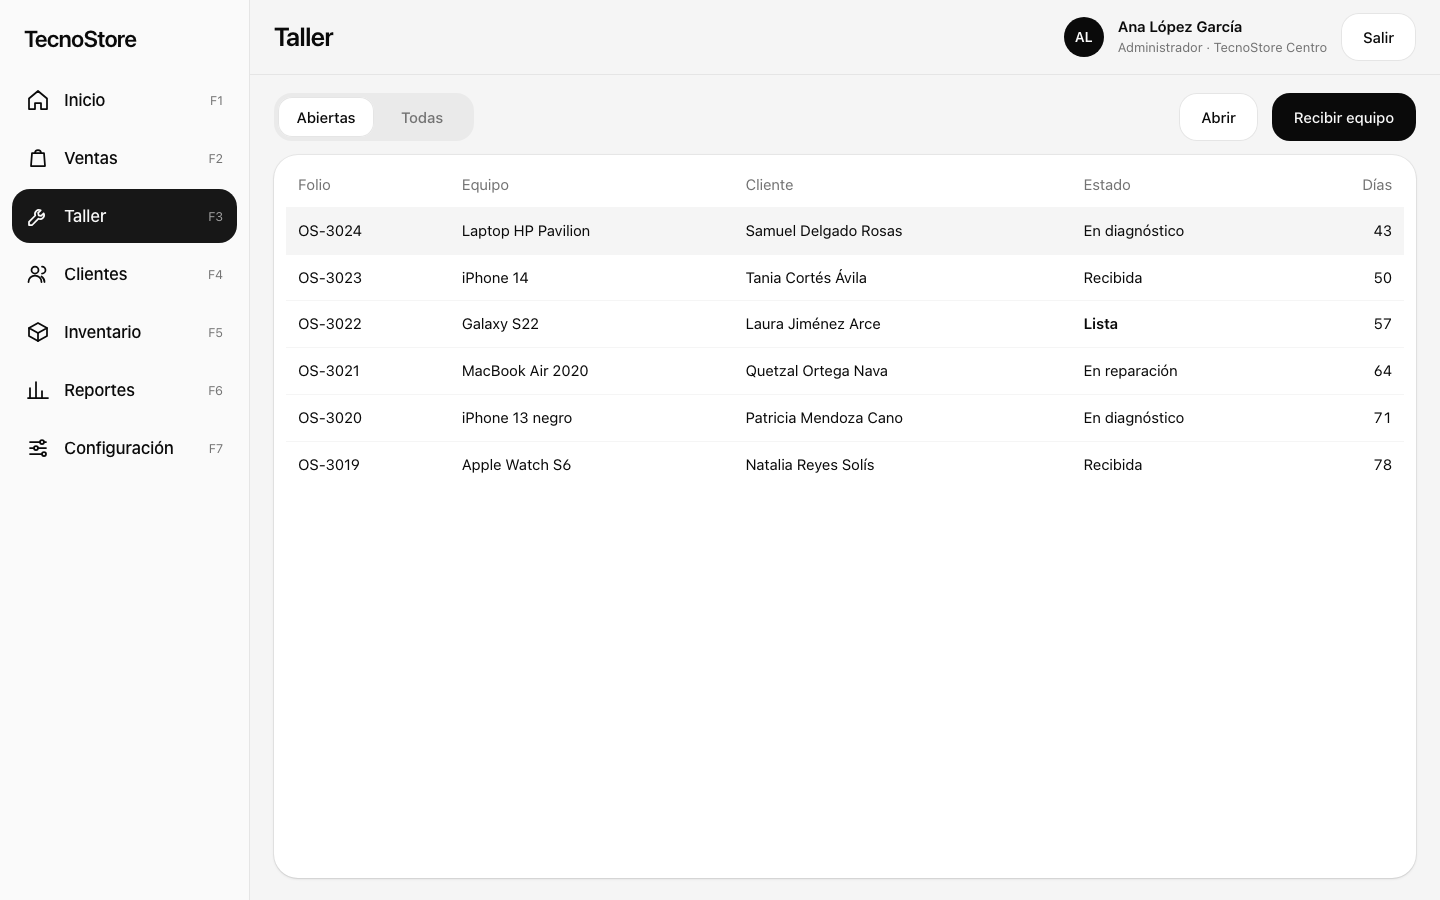 TecnoStore
Inicio F1
Ventas F2
Taller F3
Clientes F4
Inventario F5
Reportes F6
Configuración F7
Taller
AL
Ana López García
Administrador · TecnoStore Centro
Salir
Abiertas Todas
Abrir Recibir equipo
Folio Equipo Cliente Estado Días
OS-3024 Laptop HP Pavilion Samuel Delgado Rosas En diagnóstico 43
OS-3023 iPhone 14 Tania Cortés Ávila Recibida 50
OS-3022 Galaxy S22 Laura Jiménez Arce Lista 57
OS-3021 MacBook Air 2020 Quetzal Ortega Nava En reparación 64
OS-3020 iPhone 13 negro Patricia Mendoza Cano En diagnóstico 71
OS-3019 Apple Watch S6 Natalia Reyes Solís Recibida 78